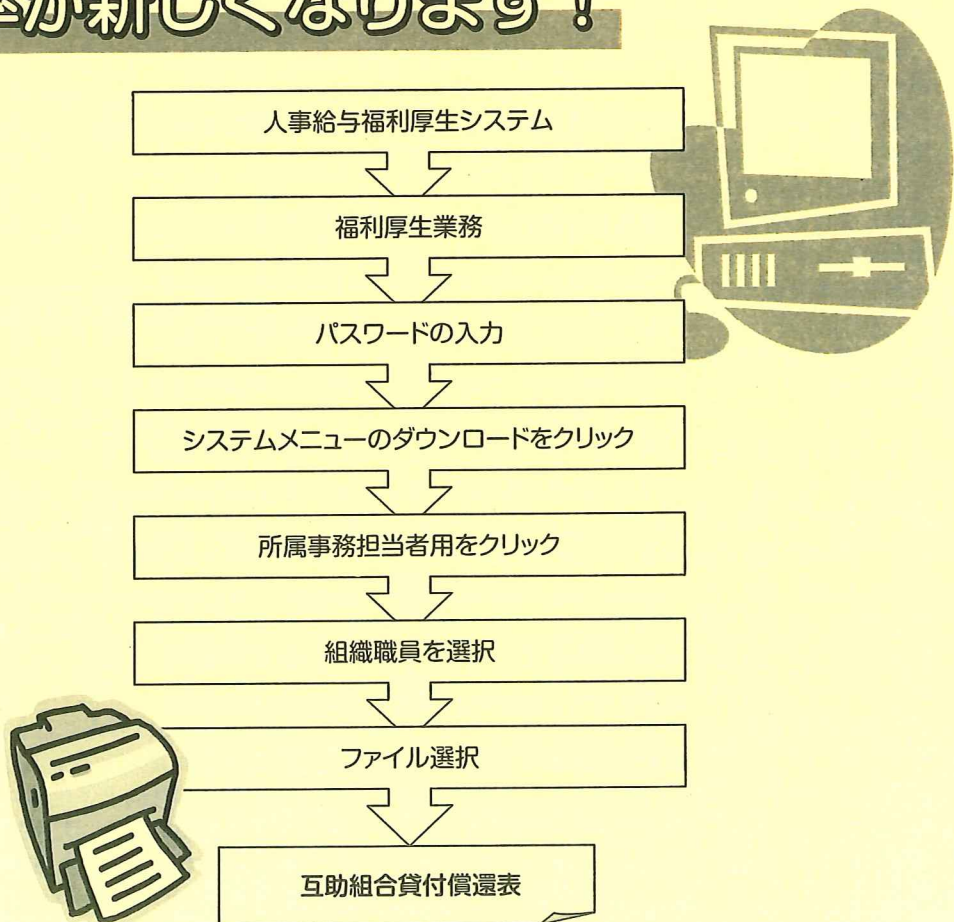 が新しくなります！
人事給与福利厚生システム
福利厚生業務
パスワードの入力
システムメニューのダウンロードをクリック
所属事務担当者用をクリック
組織職員を選択
ファイル選択
互助組合貸付償還表